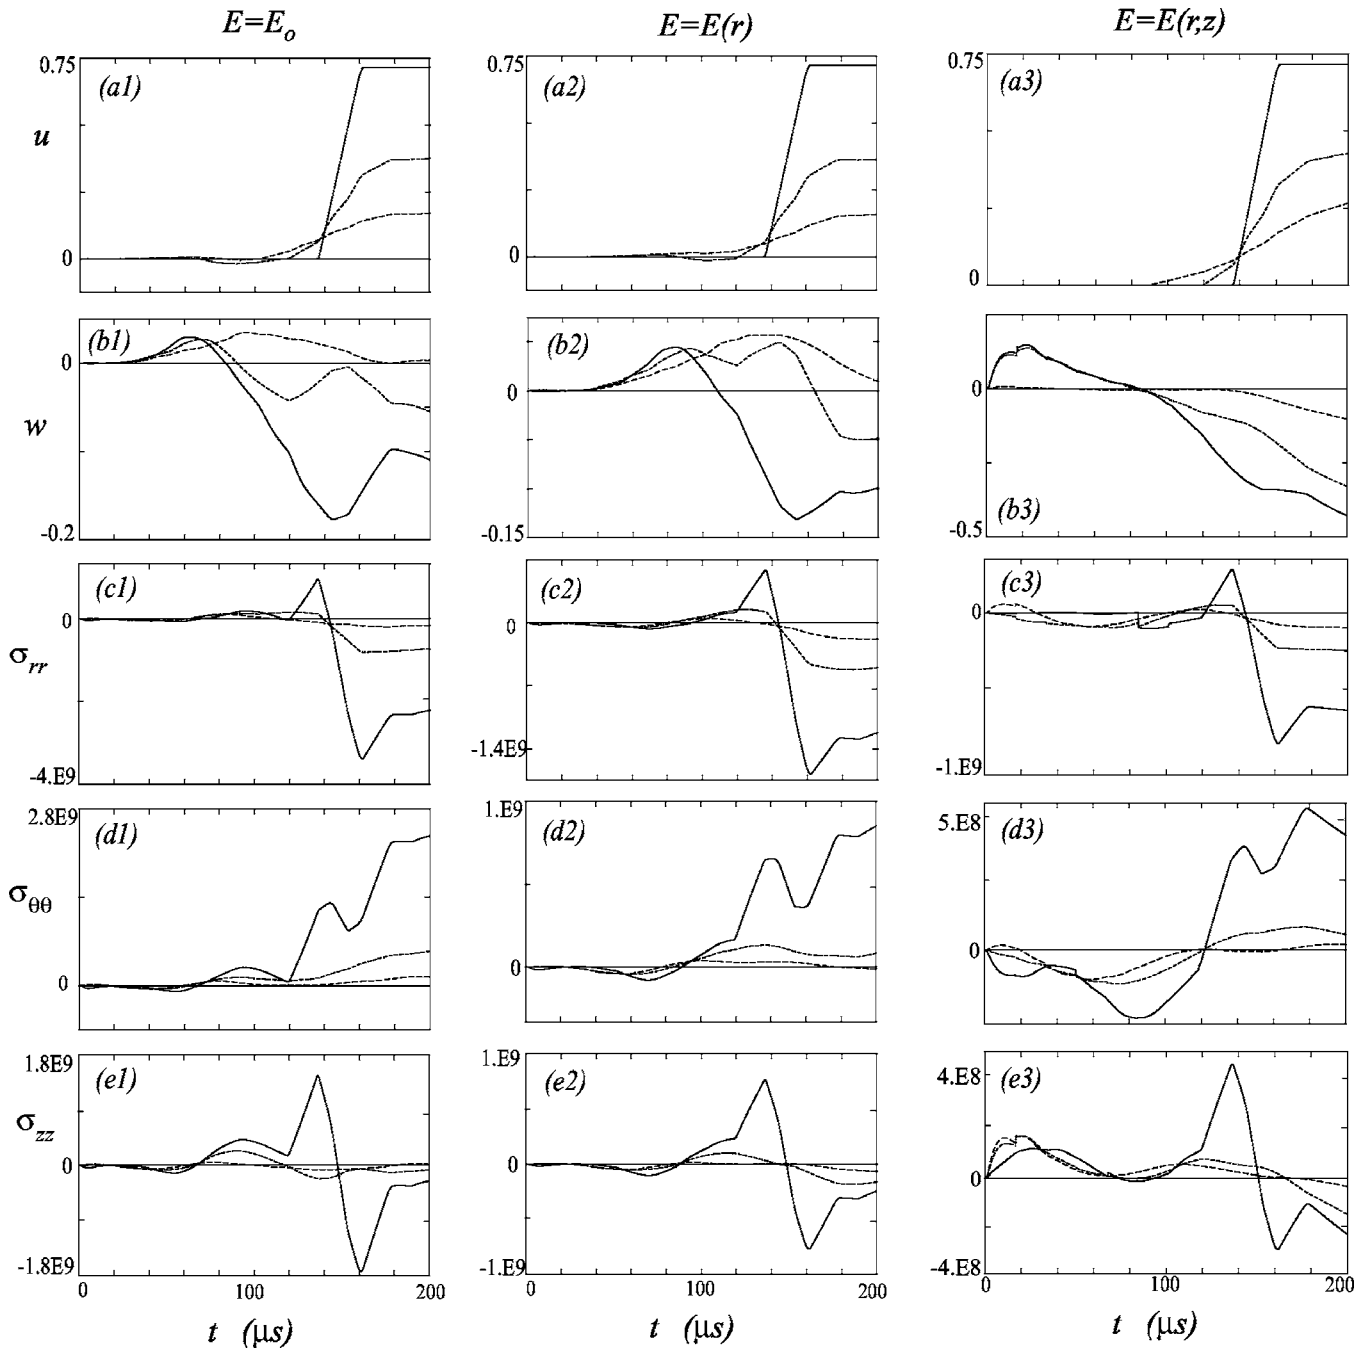 E=Eo E=E(r) E=E(r,z)
0.75 (a1) 0.75 (a2) 0.75 (a3)
u
0 0 0
(b1) (b2)
0 0 0
w
-0.2 -0.15 -0.5 (b3)
(c1) (c2) (c3)
0 0 0
σrr
-4.E9 -1.4E9 -1.E9
2.8E9 (d1) 1.E9 (d2) 5.E8 (d3)
σθθ
0 0 0
1.8E9 (e1) 1.E9 (e2) 4.E8 (e3)
σzz
0 0 0
-1.8E9 -1.E9 -4.E8
0 100 200 0 100 200 0 100 200
t (μs) t (μs) t (μs)